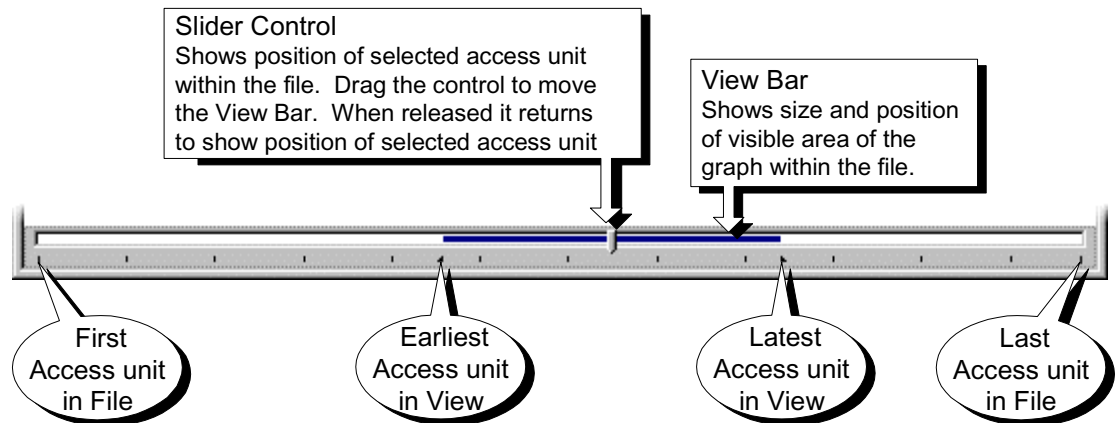 Slider Control
Shows position of selected access unit
within the file.  Drag the control to move
the View Bar.  When released it returns
to show position of selected access unit
View Bar
Shows size and position
of visible area of the
graph within the file.
First
Access unit
in File
Earliest
Access unit
in View
Latest
Access unit
in View
Last
Access unit
in File